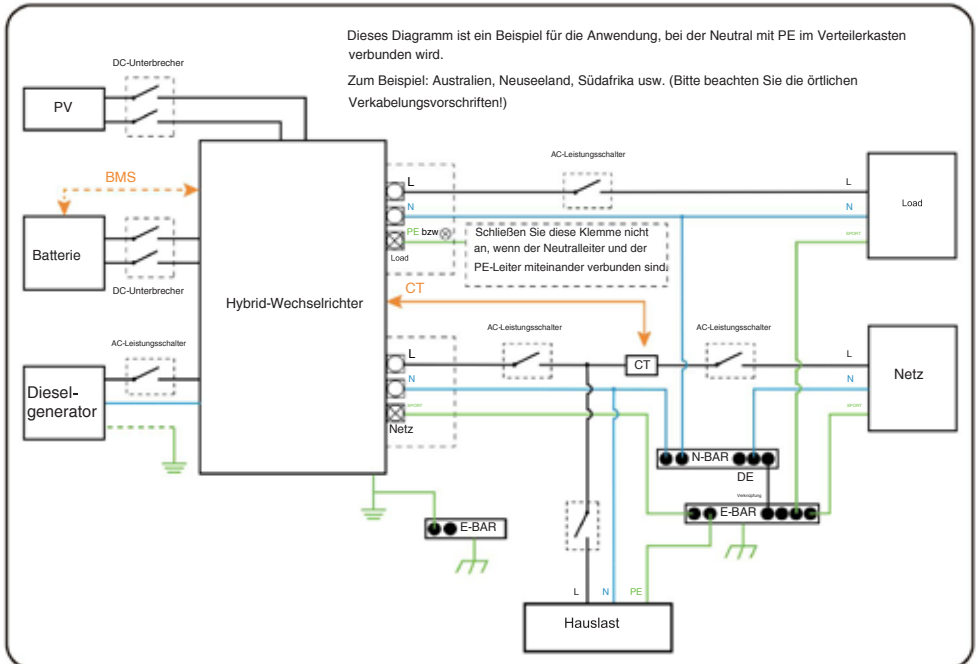 Dieses Diagramm ist ein Beispiel für die Anwendung, bei der Neutral mit PE im Verteilerkasten
verbunden wird.
Zum Beispiel: Australien, Neuseeland, Südafrika usw. (Bitte beachten Sie die örtlichen
Verkabelungsvorschriften!)
DC-Unterbrecher
PV
BMS
Batterie
DC-Unterbrecher
AC-Leistungsschalter
Diesel-
generator
Hybrid-Wechselrichter
L
N
PE bzw
Load
Schließen Sie diese Klemme nicht
an, wenn der Neutralleiter und der
PE-Leiter miteinander verbunden sind.
AC-Leistungsschalter
L
N
SPORT
Load
CT
L
N
SPORT
Netz
AC-Leistungsschalter
CT
AC-Leistungsschalter
L
N
SPORT
Netz
N-BAR
DE
Verknüpfung
E-BAR
E-BAR
L
N
PE
Hauslast